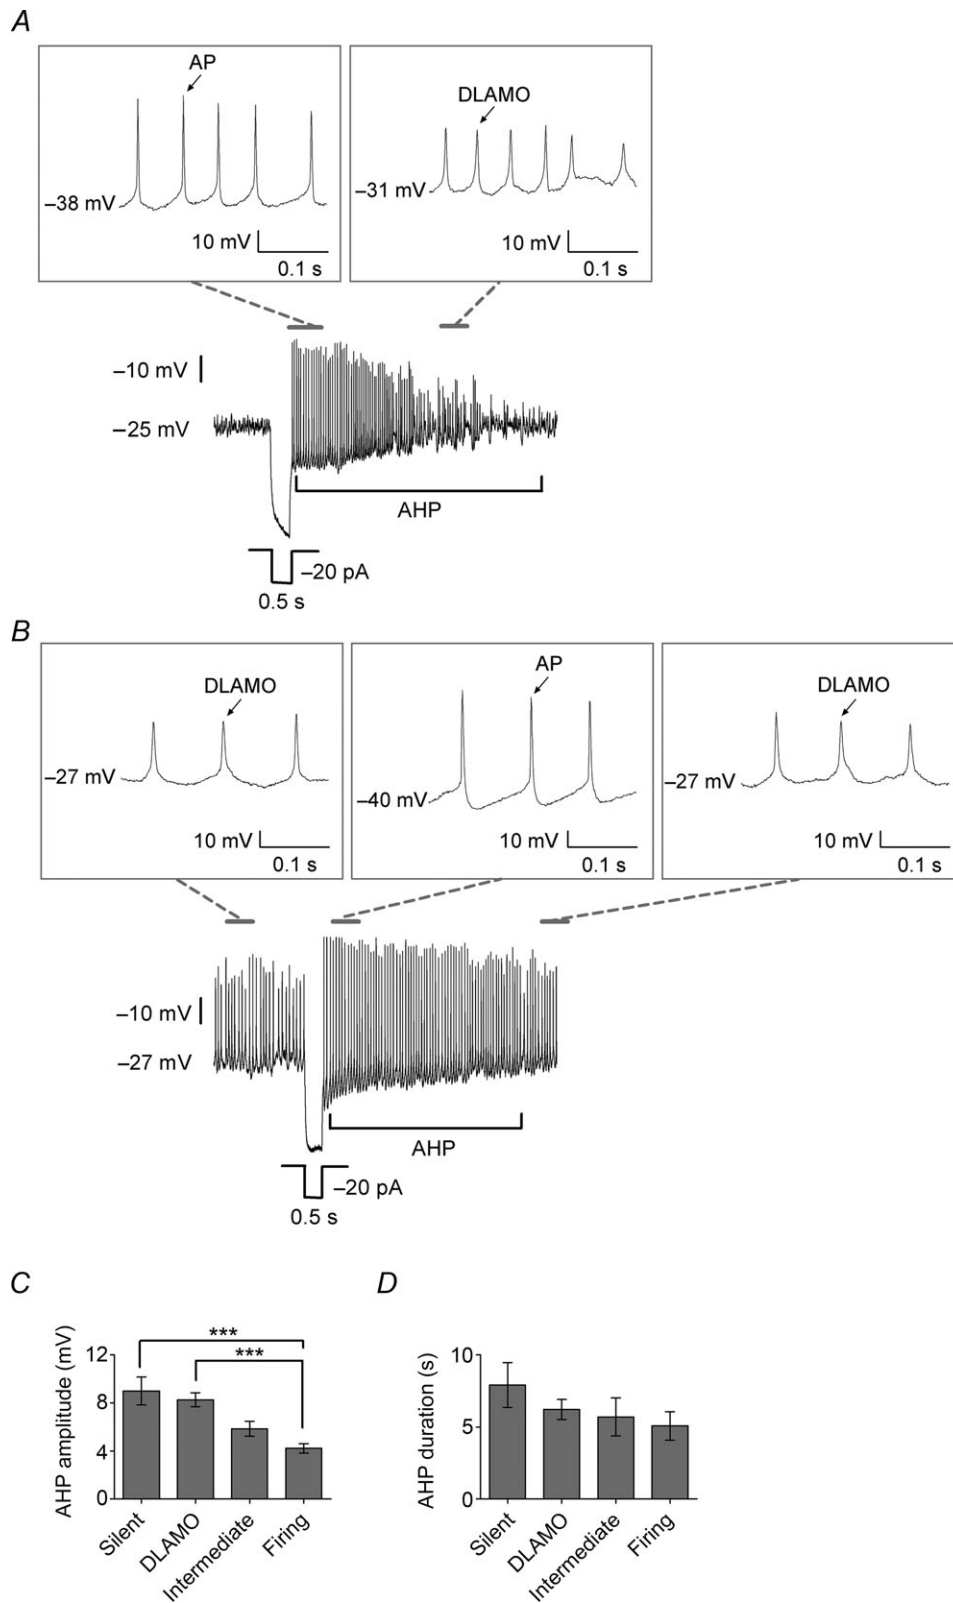 A
AP
–38 mV
10 mV
0.1 s
DLAMO
–31 mV
10 mV
0.1 s
–10 mV
–25 mV
AHP
–20 pA
0.5 s
B
DLAMO
–27 mV
10 mV
0.1 s
AP
–40 mV
10 mV
0.1 s
DLAMO
–27 mV
10 mV
0.1 s
–10 mV
–27 mV
AHP
–20 pA
0.5 s
C
AHP amplitude (mV)
12
8
4
0
***
***
Silent
DLAMO
Intermediate
Firing
D
AHP duration (s)
10
5
0
Silent
DLAMO
Intermediate
Firing